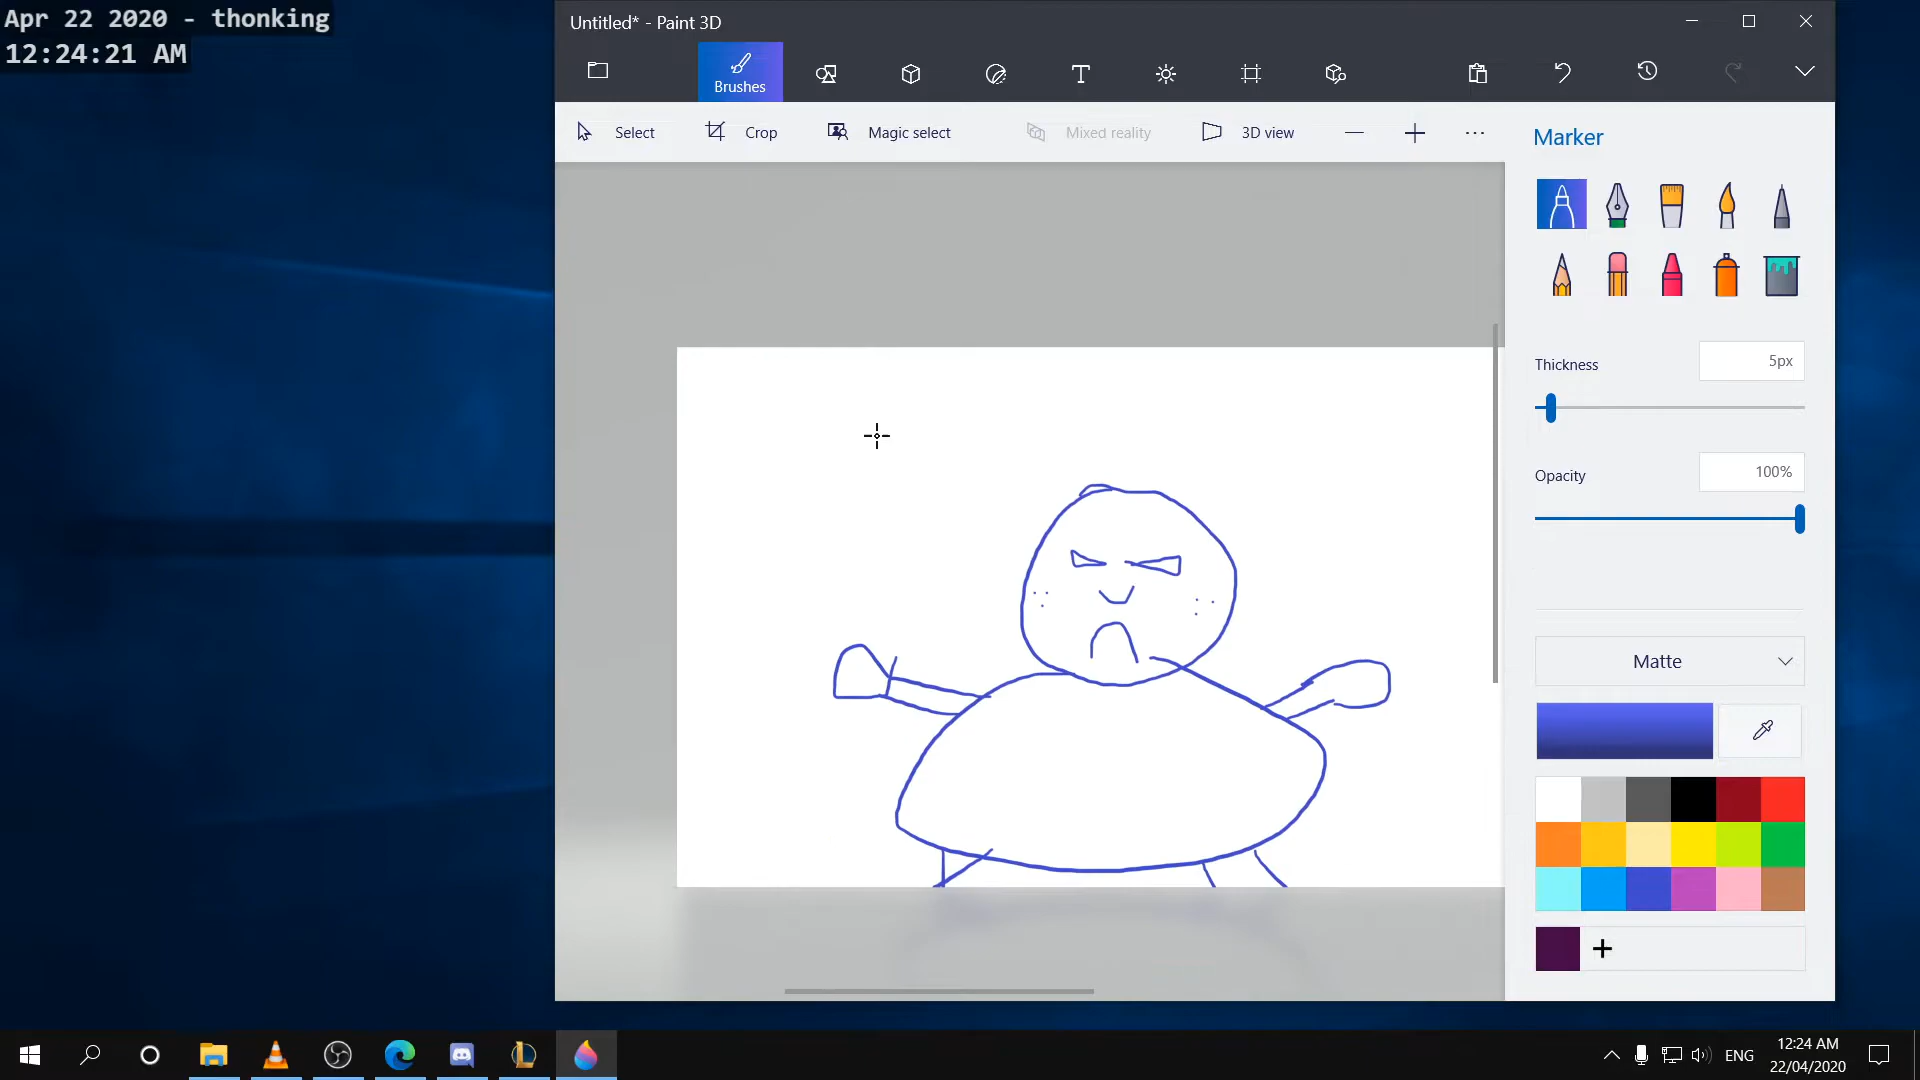 Apr 22 2020 - thonking
12:24:21 AM
Untitled* - Paint 3D
Brushes
Select
Crop
Magic select
Mixed reality
3D view
Marker
Thickness
5px
Opacity
100%
Matte
ENG
12:24 AM
22/04/2020